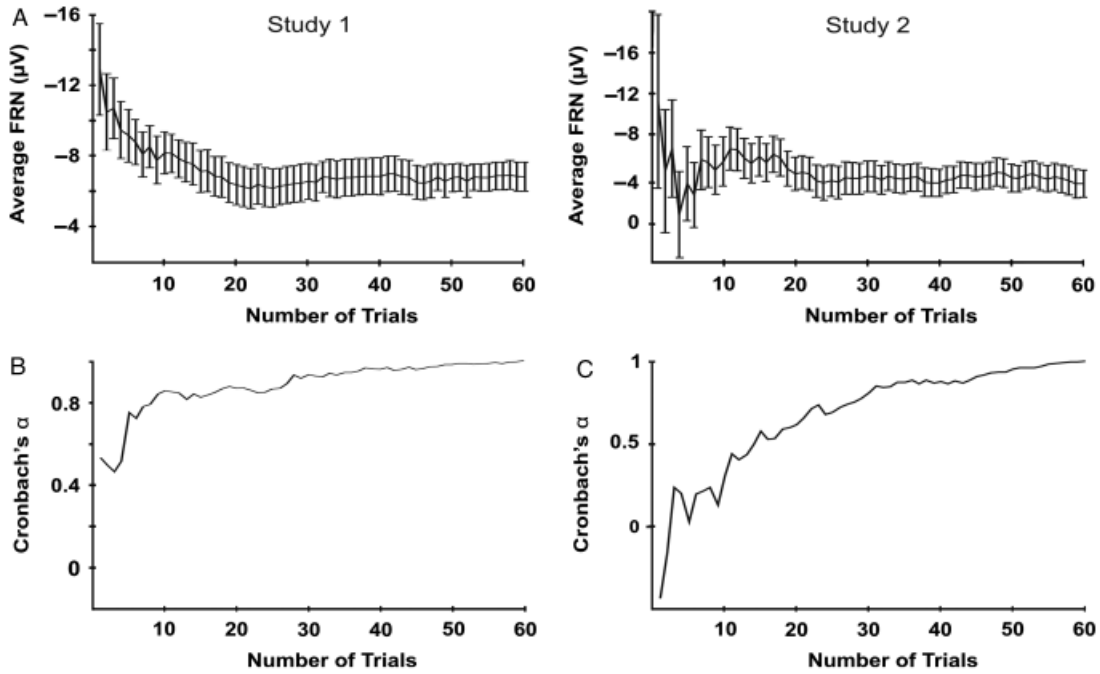 A
Study 1
Average FRN (µV)
–16
–12
–8
–4
10 20 30 40 50 60
Number of Trials
Study 2
Average FRN (µV)
–16
–12
–8
–4
0
10 20 30 40 50 60
Number of Trials
B
Cronbach's α
0.8
0.4
0
10 20 30 40 50 60
Number of Trials
C
Cronbach's α
1
0.5
0
10 20 30 40 50 60
Number of Trials